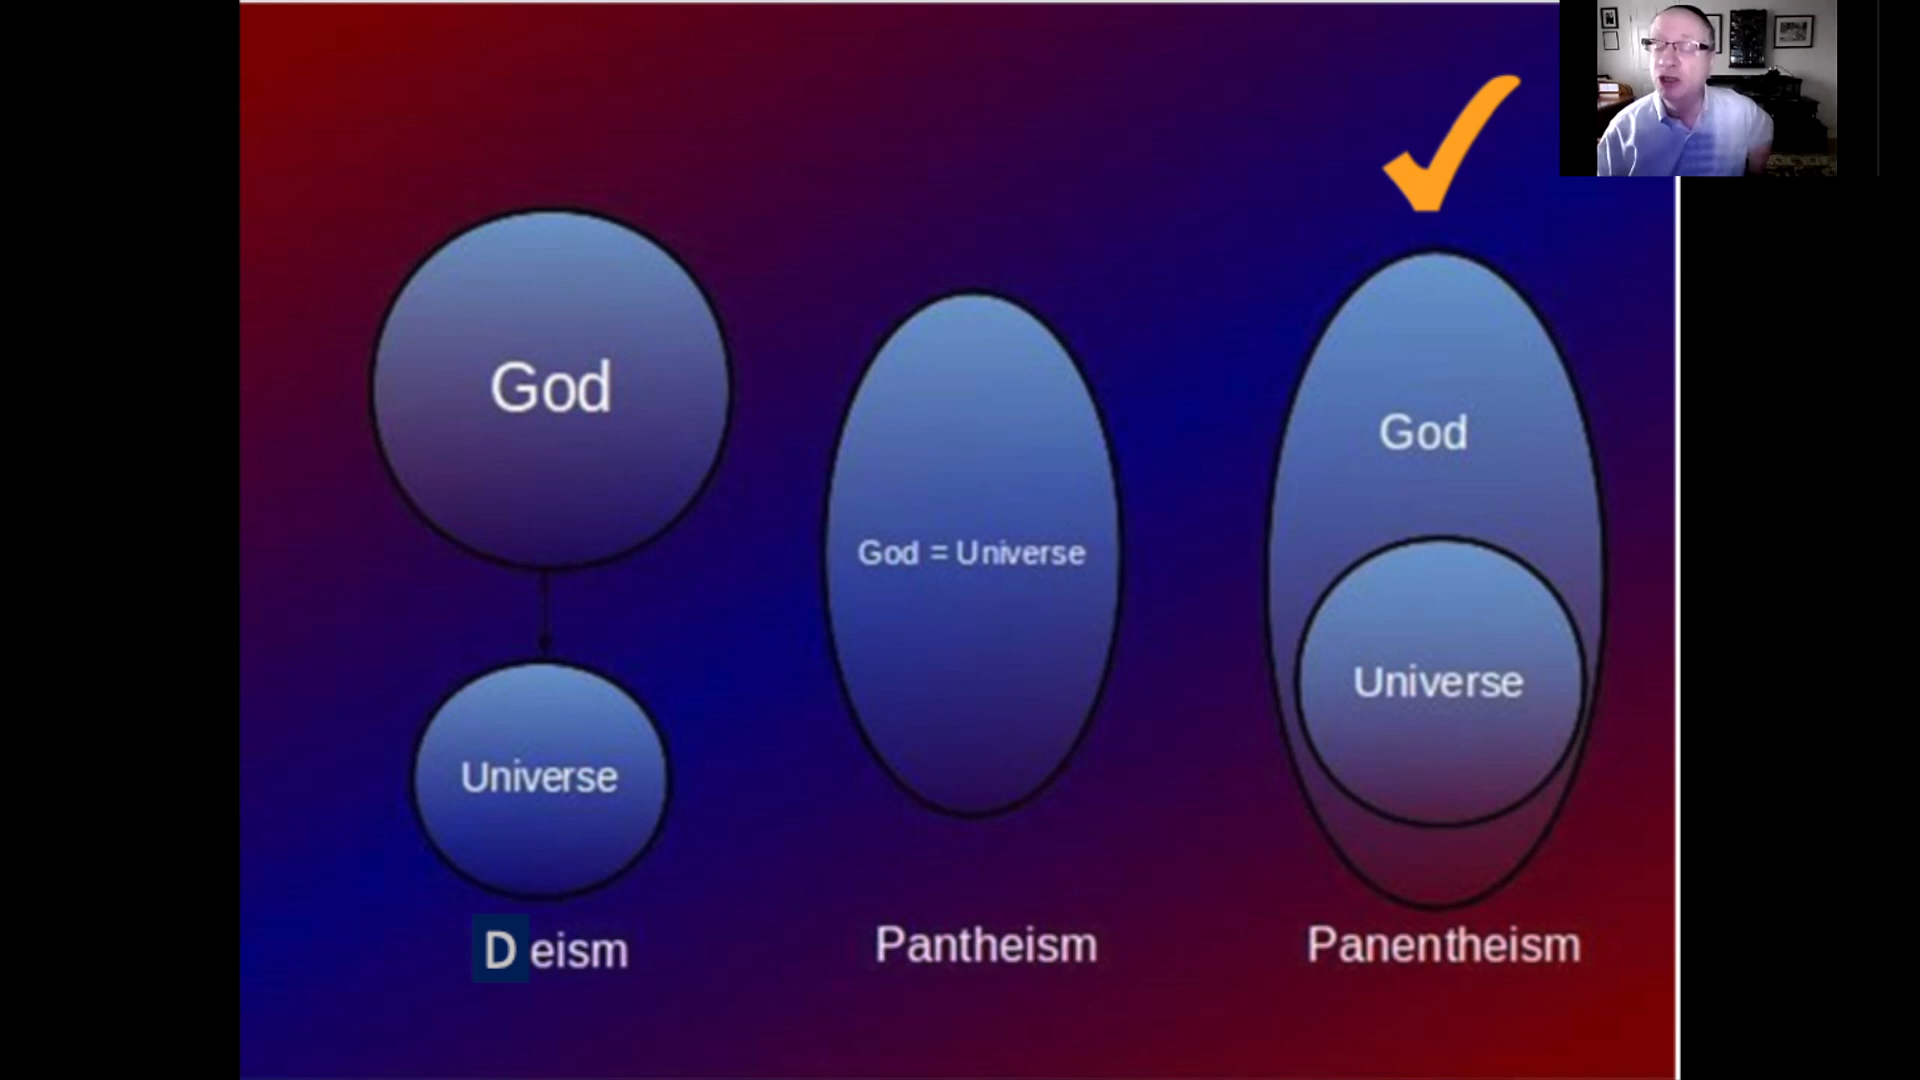 God
Universe
Deism
God = Universe
Pantheism
God
Universe
Panentheism